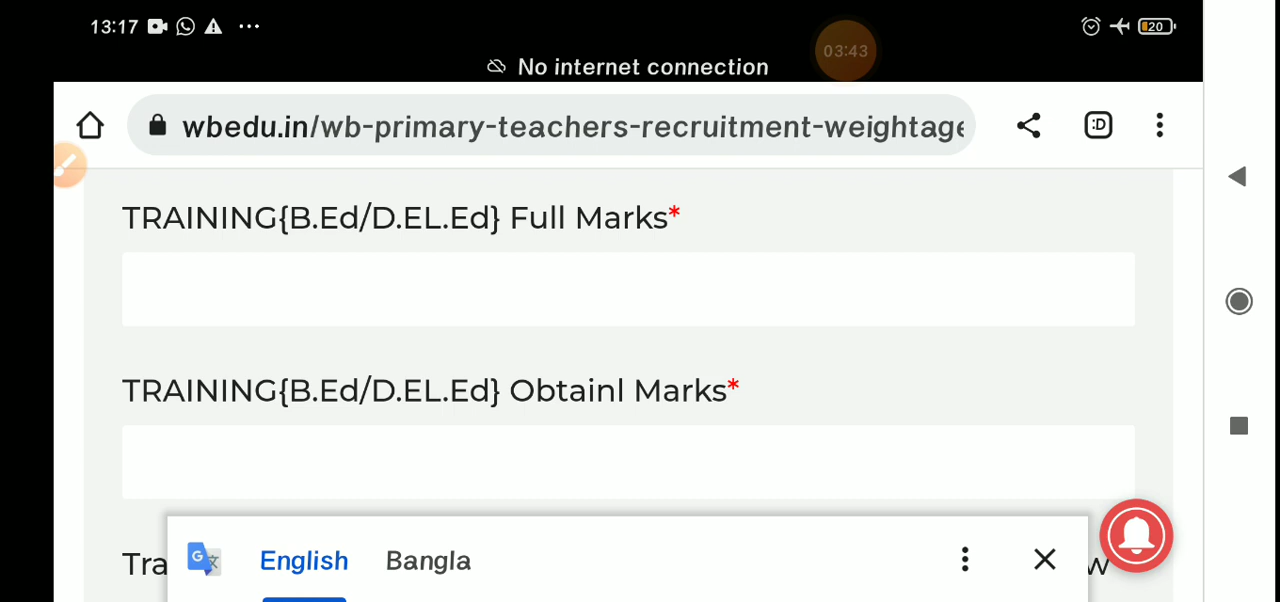 13:17
20
03:43
No internet connection
wbedu.in/wb-primary-teachers-recruitment-weightage
:D
TRAINING{B.Ed/D.EL.Ed} Full Marks*
TRAINING{B.Ed/D.EL.Ed} Obtainl Marks*
Tra
w
G
English Bangla